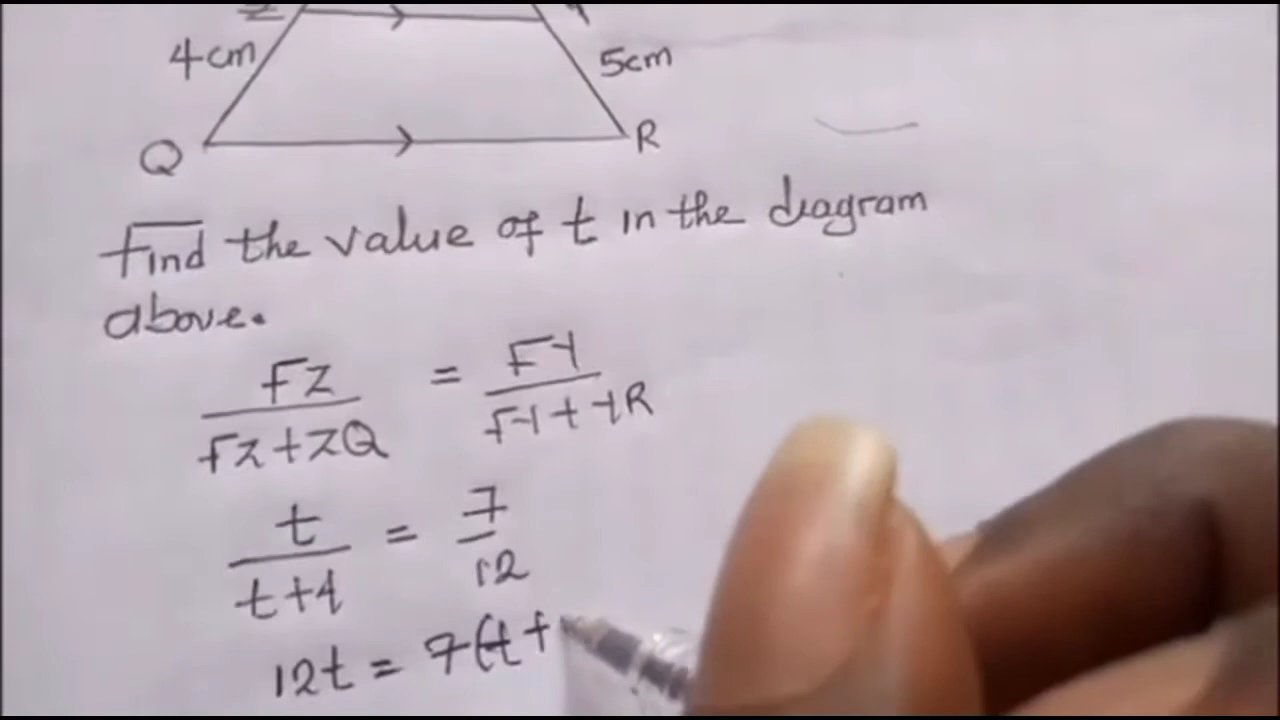 Z
4cm
5cm
Q
R
Find the value of t in the diagram
above.
FZ = FY
FZ+ZQ FY+YR
t = 7
t+4 12
12t = 7(t+